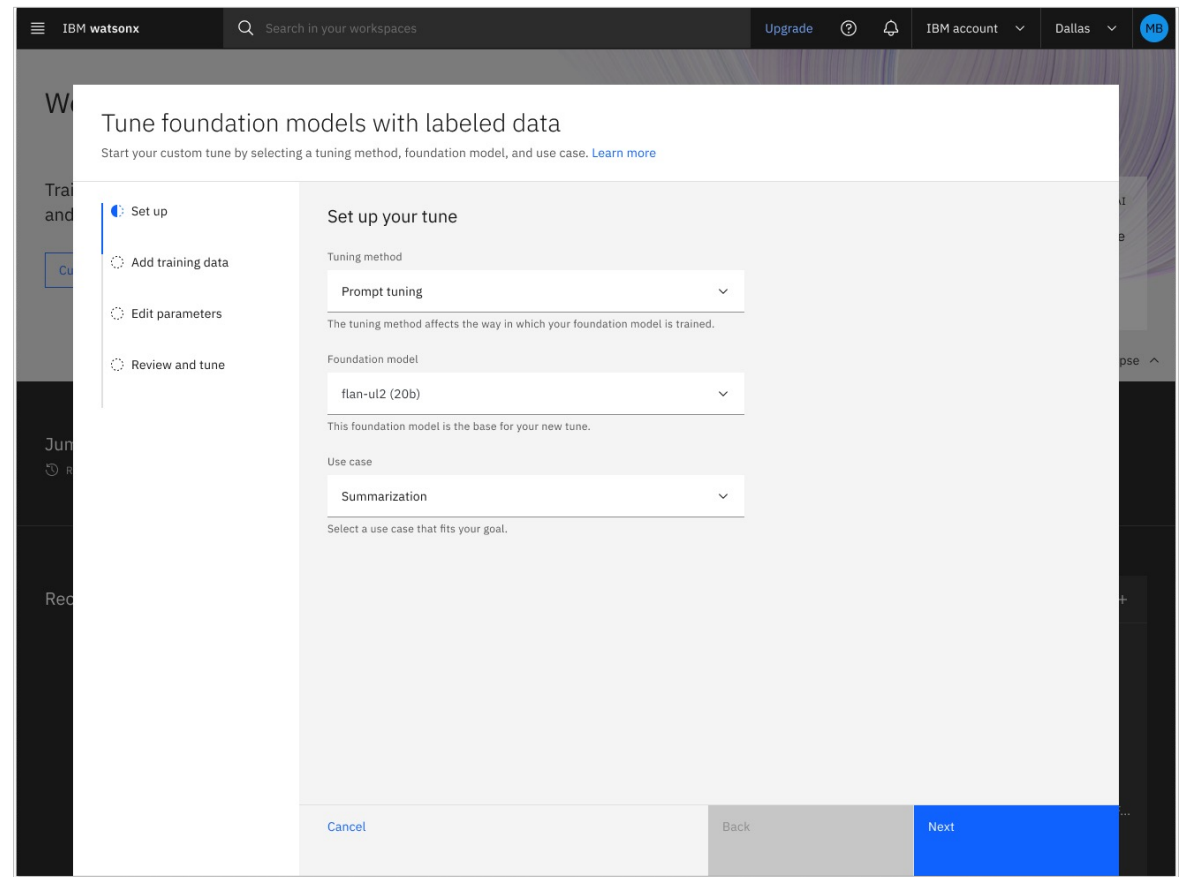 IBM watsonx
Search in your workspaces
Upgrade
IBM account
Dallas
MB
Tune foundation models with labeled data
Start your custom tune by selecting a tuning method, foundation model, and use case. Learn more
Set up
Add training data
Edit parameters
Review and tune
Set up your tune
Tuning method
Prompt tuning
The tuning method affects the way in which your foundation model is trained.
Foundation model
flan-ul2 (20b)
This foundation model is the base for your new tune.
Use case
Summarization
Select a use case that fits your goal.
Cancel
Back
Next
and